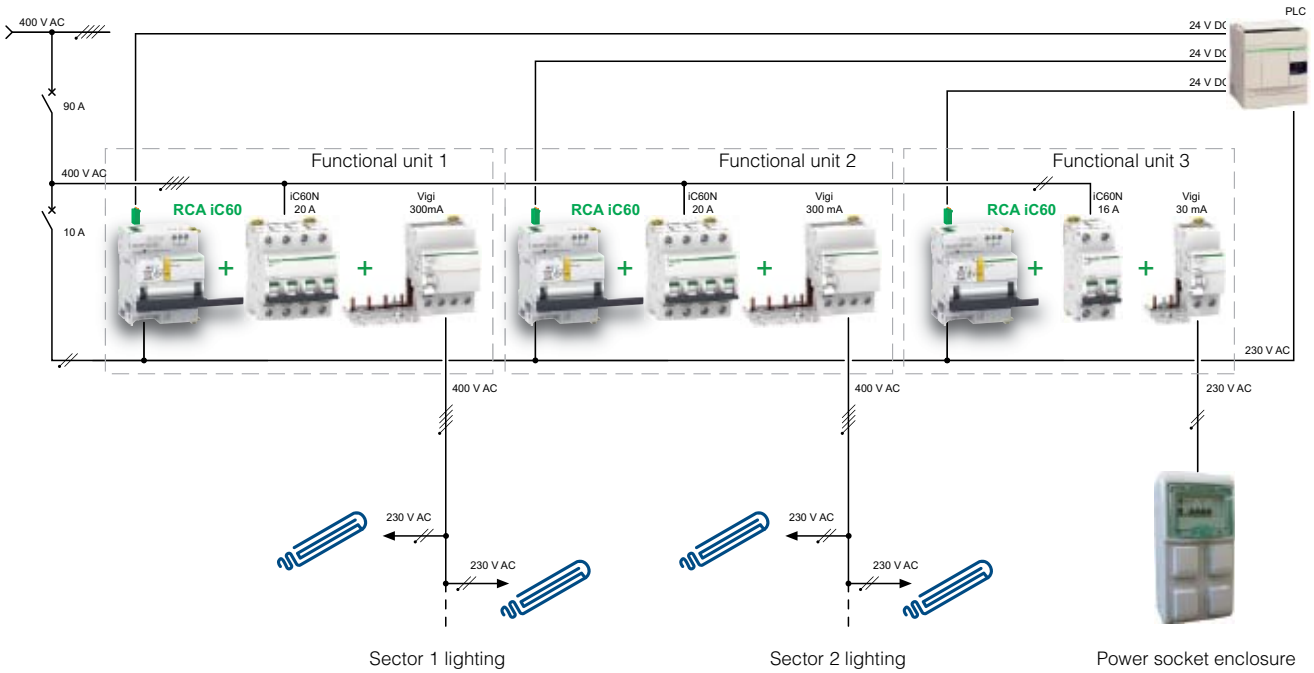 PLC
400 V AC
24 V DC
24 V DC
24 V DC
90 A
Functional unit 1
Functional unit 2
Functional unit 3
400 V AC
iC60N
20 A
Vigi
300mA
iC60N
20 A
Vigi
300 mA
iC60N
16 A
Vigi
30 mA
RCA iC60
RCA iC60
RCA iC60
10 A
+
+
+
+
+
+
230 V AC
400 V AC
400 V AC
230 V AC
230 V AC
230 V AC
230 V AC
230 V AC
Sector 1 lighting
Sector 2 lighting
Power socket enclosure